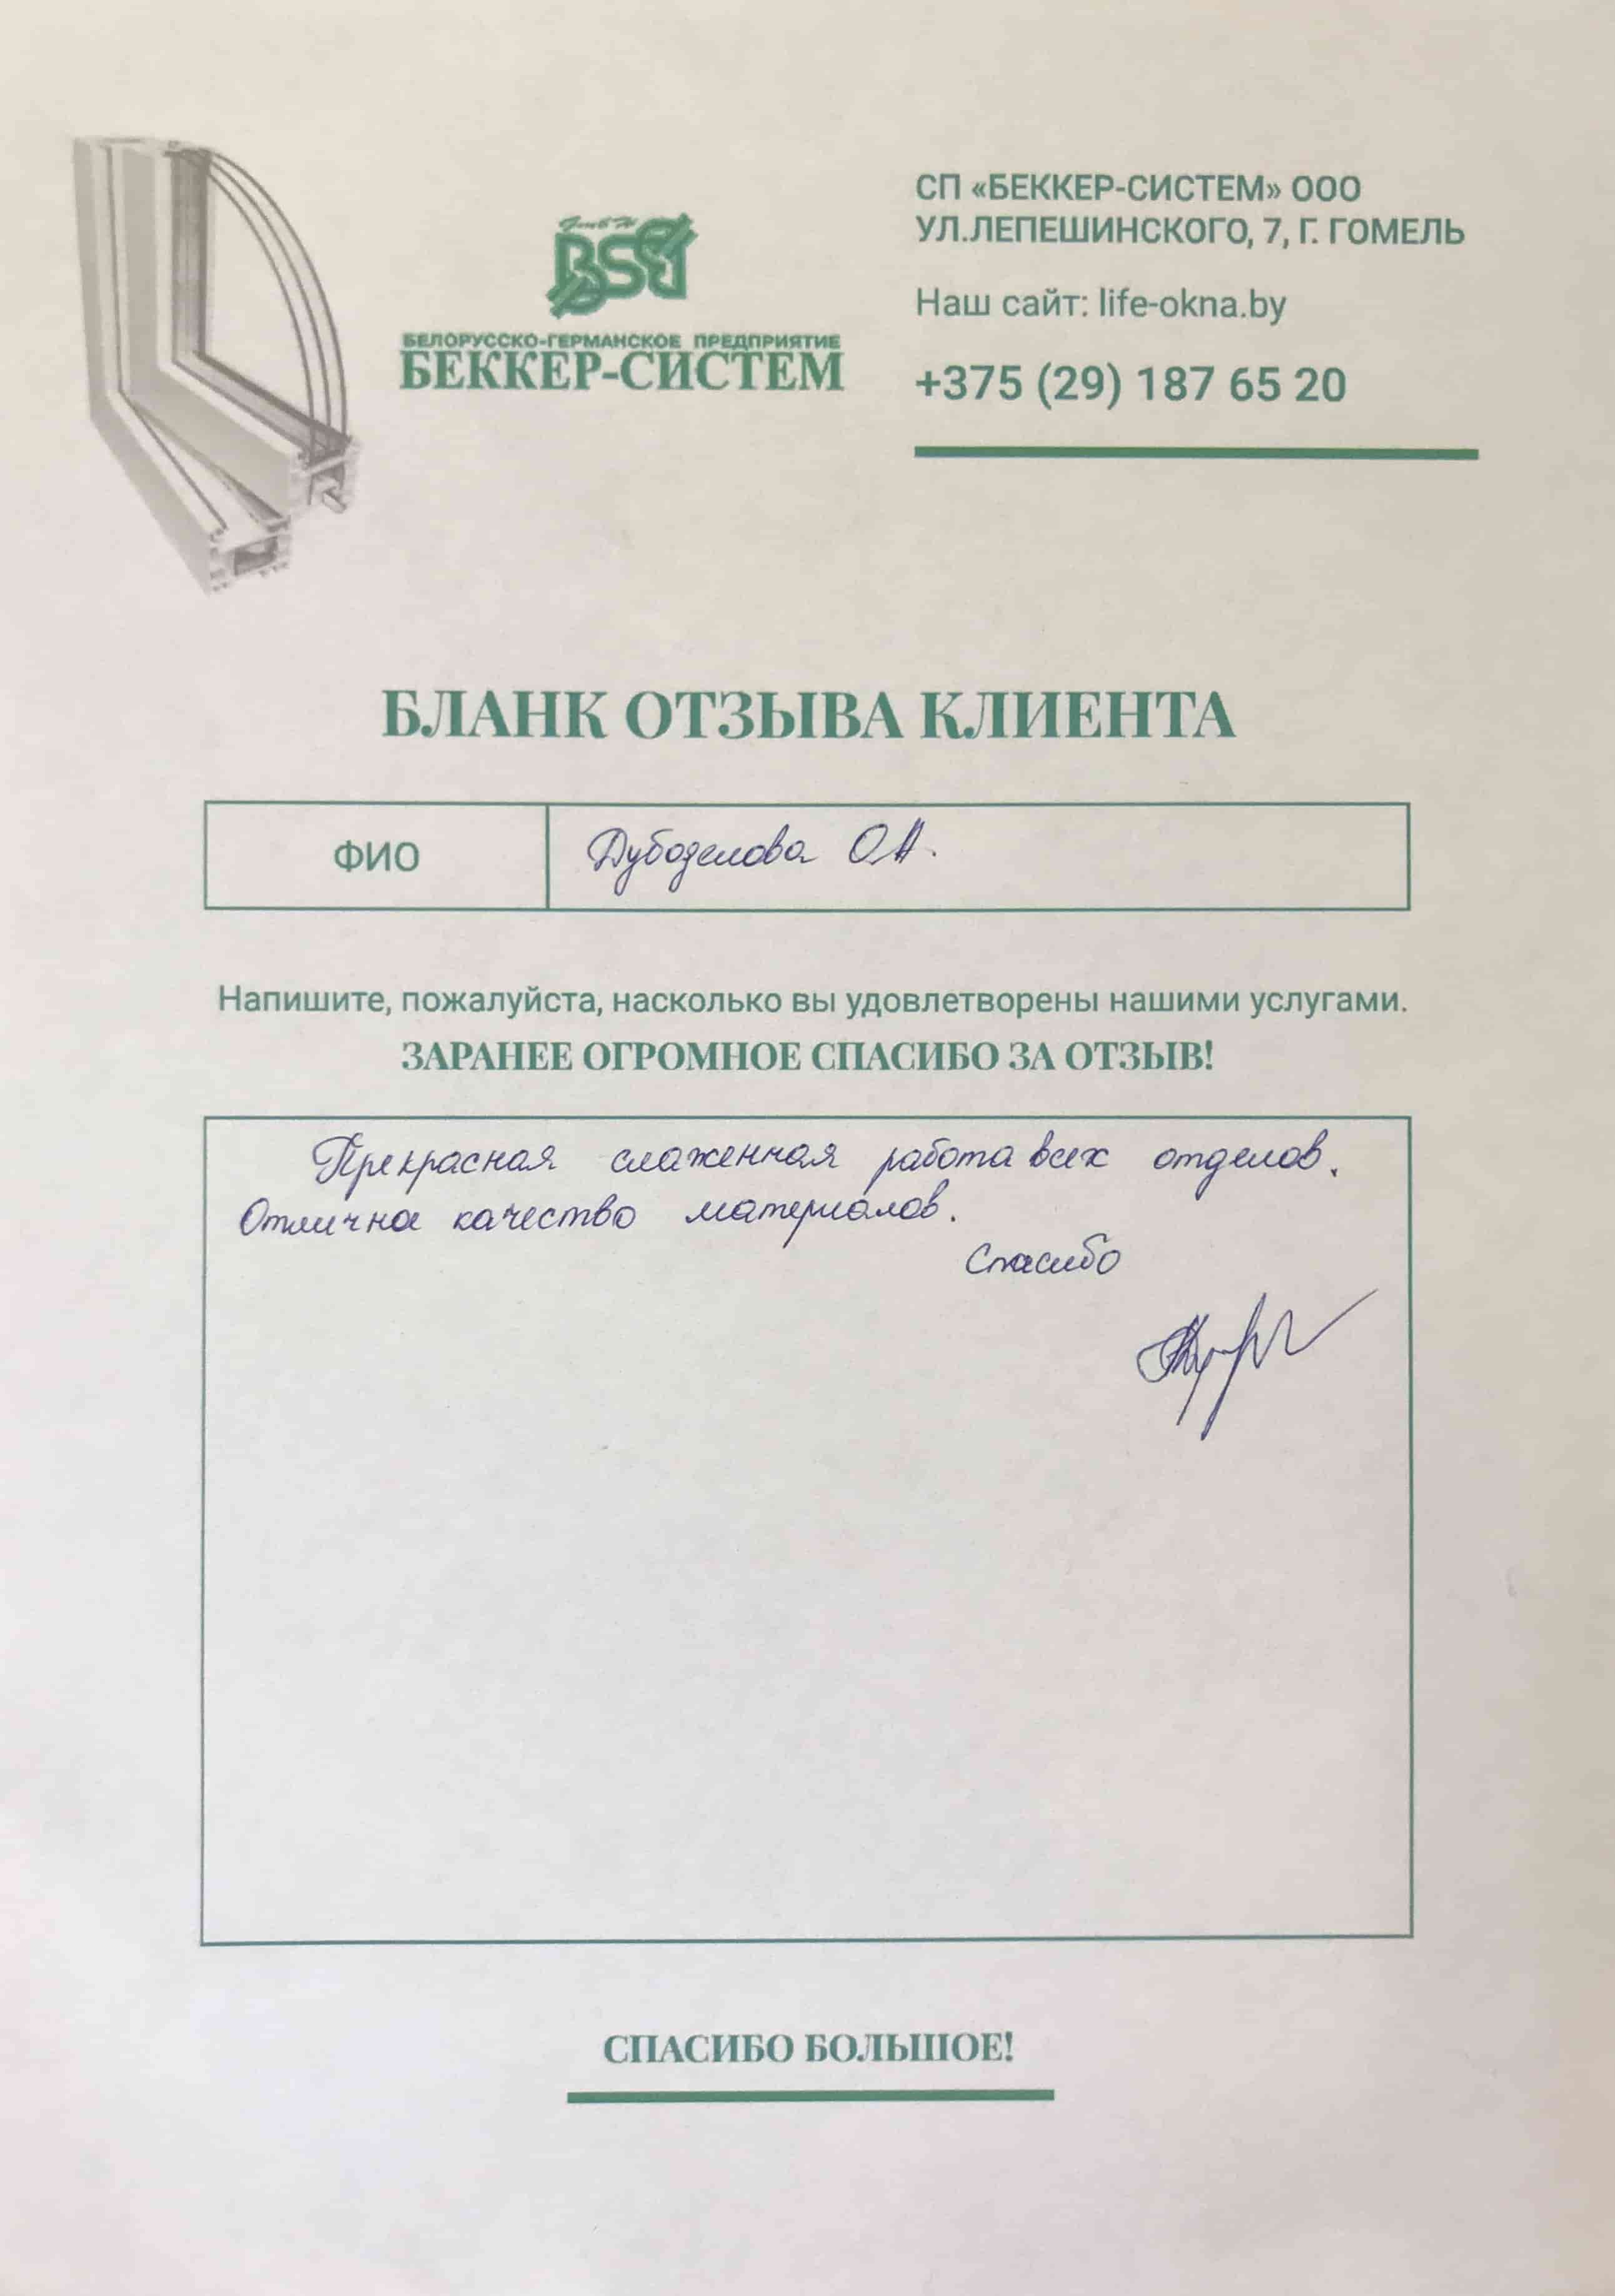 GmbH
BSG
БЕЛОРУССКО-ГЕРМАНСКОЕ ПРЕДПРИЯТИЕ
БЕККЕР-СИСТЕМ
СП «БЕККЕР-СИСТЕМ» ООО
УЛ.ЛЕПЕШИНСКОГО, 7, Г. ГОМЕЛЬ
Наш сайт: life-okna.by
+375 (29) 187 65 20
БЛАНК ОТЗЫВА КЛИЕНТА
ФИО
Дубоделова О.А.
Напишите, пожалуйста, насколько вы удовлетворены нашими услугами.
ЗАРАНЕЕ ОГРОМНОЕ СПАСИБО ЗА ОТЗЫВ!
Прекрасная слаженная работа всех отделов.
Отличное качество материалов.
Спасибо
СПАСИБО БОЛЬШОЕ!